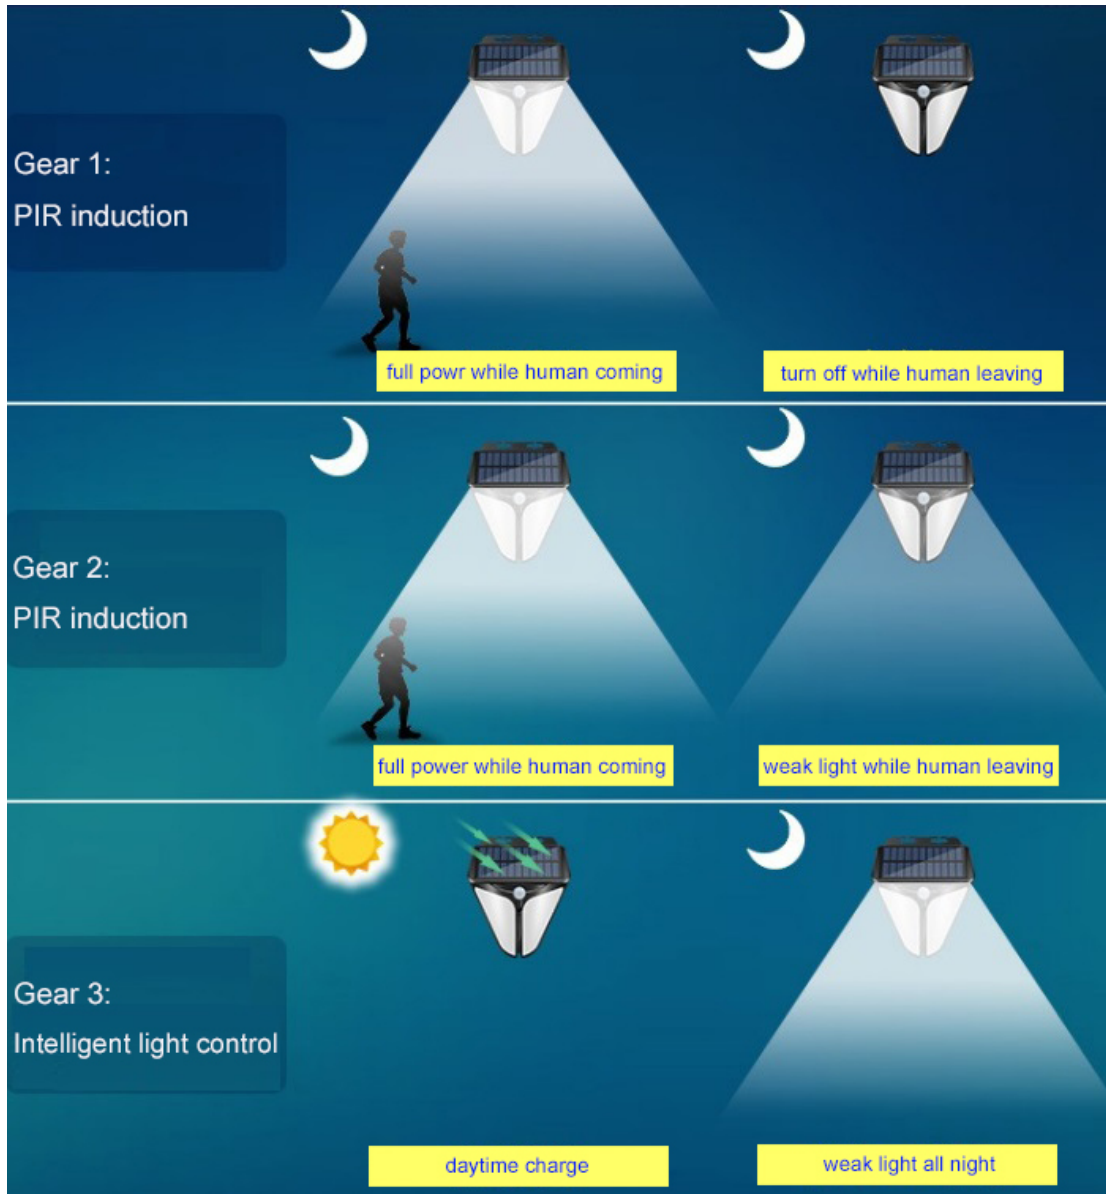 Gear 1:
PIR induction
full powr while human coming
turn off while human leaving
Gear 2:
PIR induction
full power while human coming
weak light while human leaving
Gear 3:
Intelligent light control
daytime charge
weak light all night